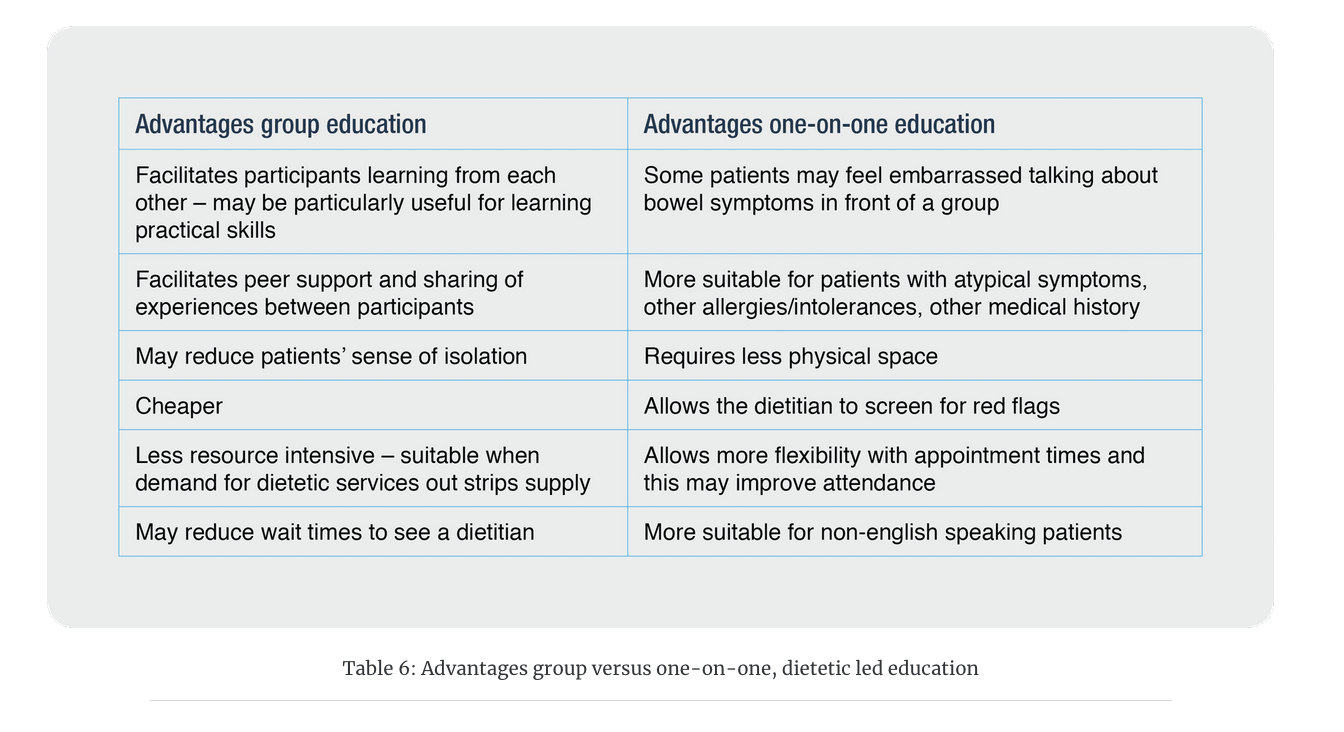 Advantages group education
Advantages one-on-one education
Facilitates participants learning from each
other – may be particularly useful for learning
practical skills
Some patients may feel embarrassed talking about
bowel symptoms in front of a group
Facilitates peer support and sharing of
experiences between participants
More suitable for patients with atypical symptoms,
other allergies/intolerances, other medical history
May reduce patients’ sense of isolation
Requires less physical space
Cheaper
Allows the dietitian to screen for red flags
Less resource intensive – suitable when
demand for dietetic services out strips supply
Allows more flexibility with appointment times and
this may improve attendance
May reduce wait times to see a dietitian
More suitable for non-english speaking patients
Table 6: Advantages group versus one-on-one, dietetic led education